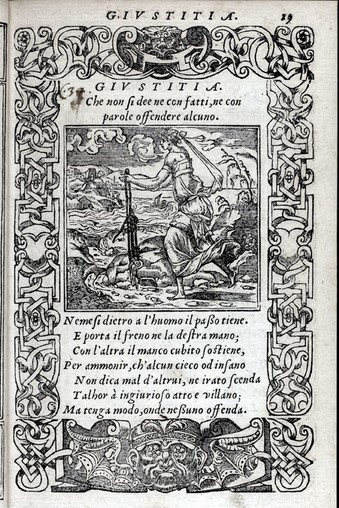 GIVSTITIA.
19
GIVSTITIA.
Che non si dee ne con fatti, ne con
parole offendere alcuno.
Nemesi dietro a l'huomo il paßo tiene.
E porta il freno ne la destra mano;
Con l'altra il manco cubito sostiene,
Per ammonir, ch'alcun cieco od insano
Non dica mal d'altrui, ne irato scenda
Talhor à ingiurioso atto e villano;
Ma tenga modo, onde neßuno offenda.